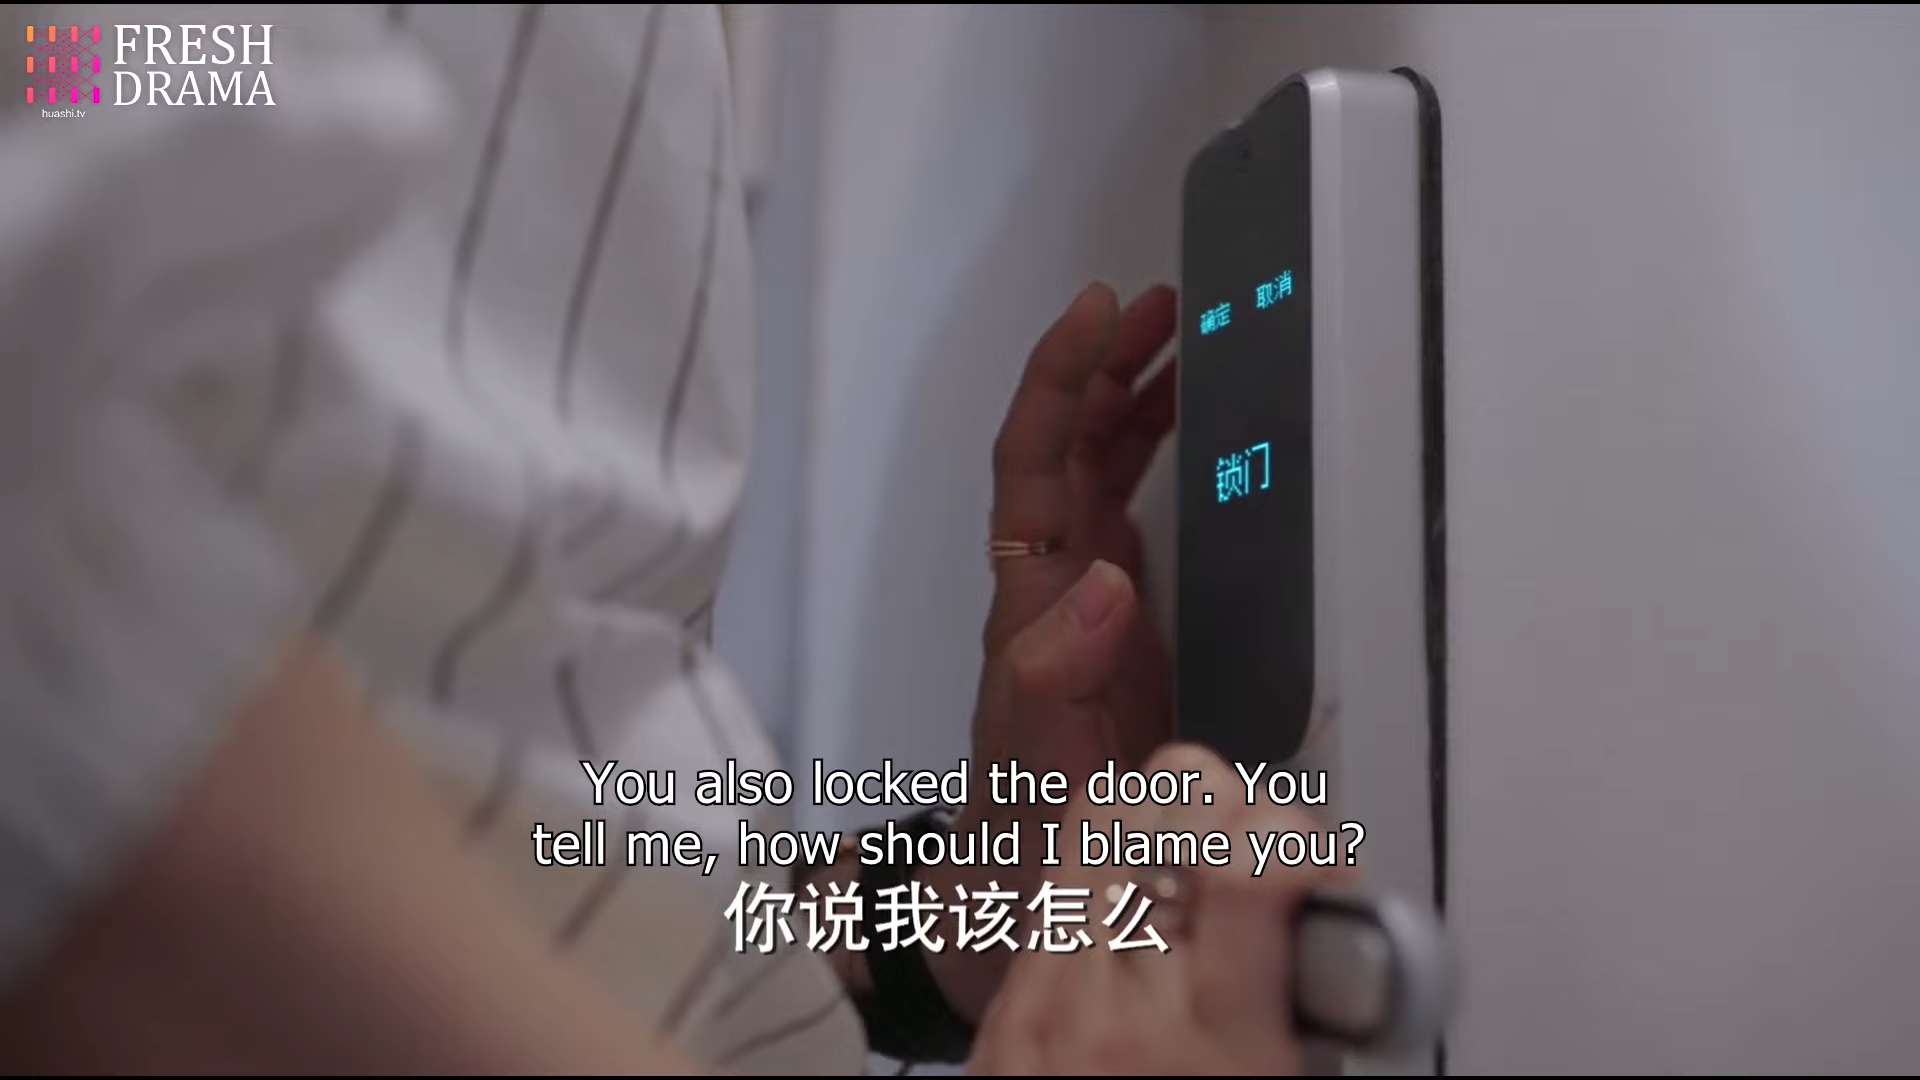 FRESH
DRAMA
huashi.tv
确定 取消
锁门
You also locked the door. You
tell me, how should I blame you?
你说我该怎么